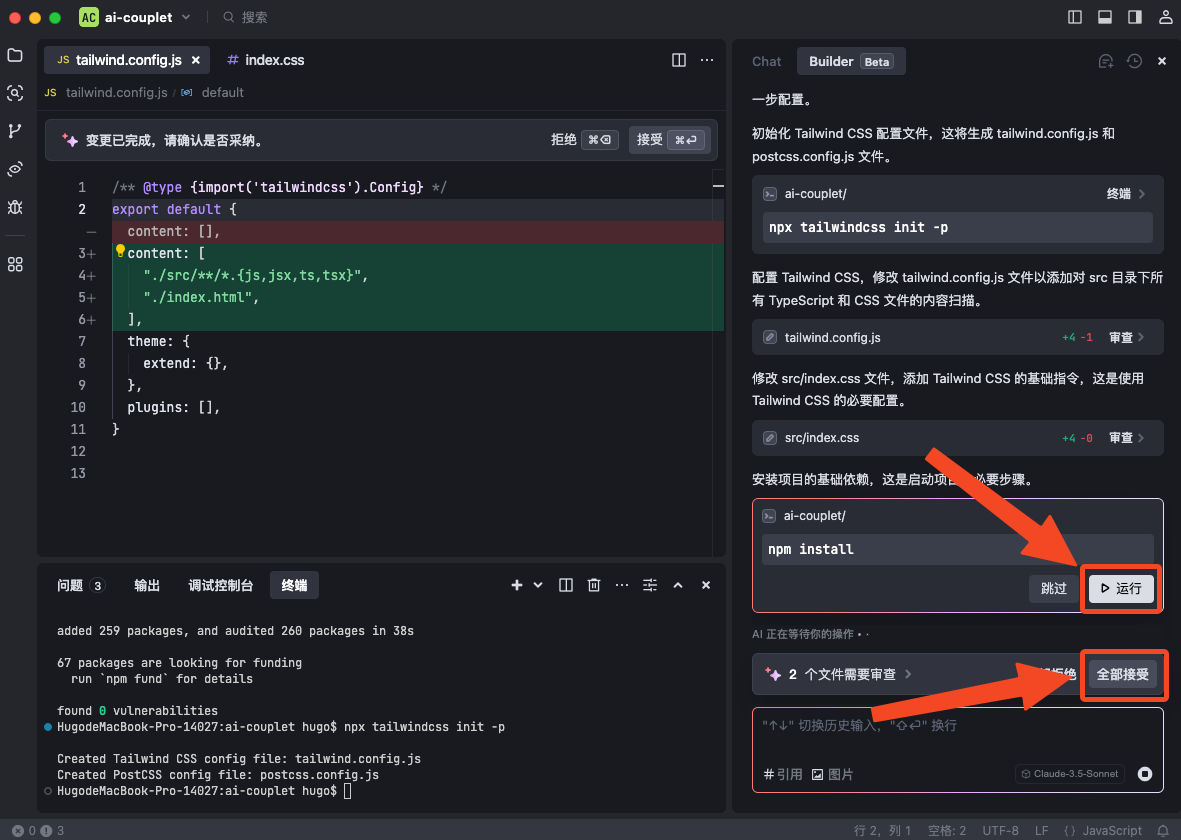 AC ai-couplet
搜索
JS tailwind.config.js
# index.css
JS tailwind.config.js / default
变更已完成，请确认是否采纳。
拒绝 ⌘⌫
接受 ⌘↩
1 /** @type {import('tailwindcss').Config} */
2 export default {
— content: [],
3+ content: [
4+ "./src/**/*.{js,jsx,ts,tsx}",
5+ "./index.html",
6+ ],
7 theme: {
8 extend: {},
9 },
10 plugins: [],
11 }
12
13
问题 3 输出 调试控制台 终端
added 259 packages, and audited 260 packages in 38s
67 packages are looking for funding
run `npm fund` for details
found 0 vulnerabilities
HugodeMacBook-Pro-14027:ai-couplet hugo$ npx tailwindcss init -p
Created Tailwind CSS config file: tailwind.config.js
Created PostCSS config file: postcss.config.js
HugodeMacBook-Pro-14027:ai-couplet hugo$
Chat Builder Beta
一步配置。
初始化 Tailwind CSS 配置文件，这将生成 tailwind.config.js 和
postcss.config.js 文件。
ai-couplet/ 终端
npx tailwindcss init -p
配置 Tailwind CSS，修改 tailwind.config.js 文件以添加对 src 目录下所
有 TypeScript 和 CSS 文件的内容扫描。
tailwind.config.js +4 -1 审查
修改 src/index.css 文件，添加 Tailwind CSS 的基础指令，这是使用
Tailwind CSS 的必要配置。
src/index.css +4 -0 审查
安装项目的基础依赖，这是启动项 必要步骤。
ai-couplet/
npm install
跳过 运行
AI 正在等待你的操作
2 个文件需要审查 拒绝 全部接受
"↑↓" 切换历史输入，"⇧↩" 换行
# 引用 图片 Claude-3.5-Sonnet
0 3 行 2，列 1 空格: 2 UTF-8 LF {} JavaScript